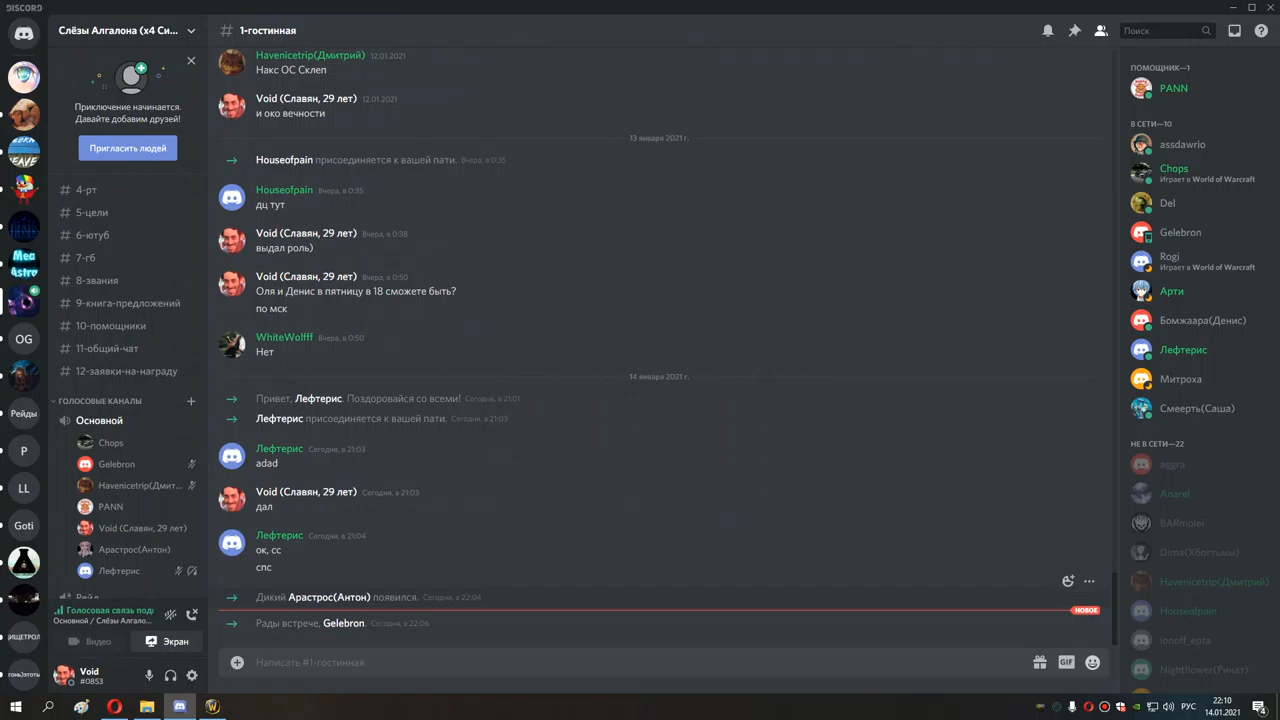 DISCORD
Слёзы Алгалона (x4 Си...
Приключение начинается.
Давайте добавим друзей!
Пригласить людей
# 4-рт
# 5-цели
# 6-ютуб
# 7-гб
# 8-звания
# 9-книга-предложений
# 10-помощники
# 11-общий-чат
# 12-заявки-на-награду
ГОЛОСОВЫЕ КАНАЛЫ
Основной
Chops
Gelebron
Havenicetrip(Дмит...
PANN
Void (Славян, 29 лет)
Арастрос(Антон)
Лефтерис
Рейд
Голосовая связь под
Основной / Слёзы Алгало...
Видео
Экран
Void
#0853
Mea
Astro
OG
Рейды
P
LL
Goti
# 1-гостинная
Поиск
Havenicetrip(Дмитрий) 12.01.2021
Накс ОС Склеп
Void (Славян, 29 лет) 12.01.2021
и око вечности
13 января 2021 г.
Houseofpain присоединяется к вашей пати. Вчера, в 0:35
Houseofpain Вчера, в 0:35
дц тут
Void (Славян, 29 лет) Вчера, в 0:38
выдал роль)
Void (Славян, 29 лет) Вчера, в 0:50
Оля и Денис в пятницу в 18 сможете быть?
по мск
WhiteWolfff Вчера, в 0:50
Нет
14 января 2021 г.
Привет, Лефтерис. Поздоровайся со всеми! Сегодня, в 21:01
Лефтерис присоединяется к вашей пати. Сегодня, в 21:03
Лефтерис Сегодня, в 21:03
adad
Void (Славян, 29 лет) Сегодня, в 21:03
дал
Лефтерис Сегодня, в 21:04
ок, сс
спс
Дикий Арастрос(Антон) появился. Сегодня, в 22:04
НОВОЕ
Рады встрече, Gelebron. Сегодня, в 22:06
Написать #1-гостинная
GIF
ПОМОЩНИК—1
PANN
В СЕТИ—10
assdawrio
Chops
Играет в World of Warcraft
Del
Gelebron
Rogi
Играет в World of Warcraft
Арти
Бомжаара(Денис)
Лефтерис
Митроха
Смеерть(Саша)
НЕ В СЕТИ—22
aggra
Anarel
BARmolei
Dima(Хбогтьмы)
Havenicetrip(Дмитрий)
Houseofpain
ionoff_epta
Nightflower(Ринат)
РУС
22:10
14.01.2021